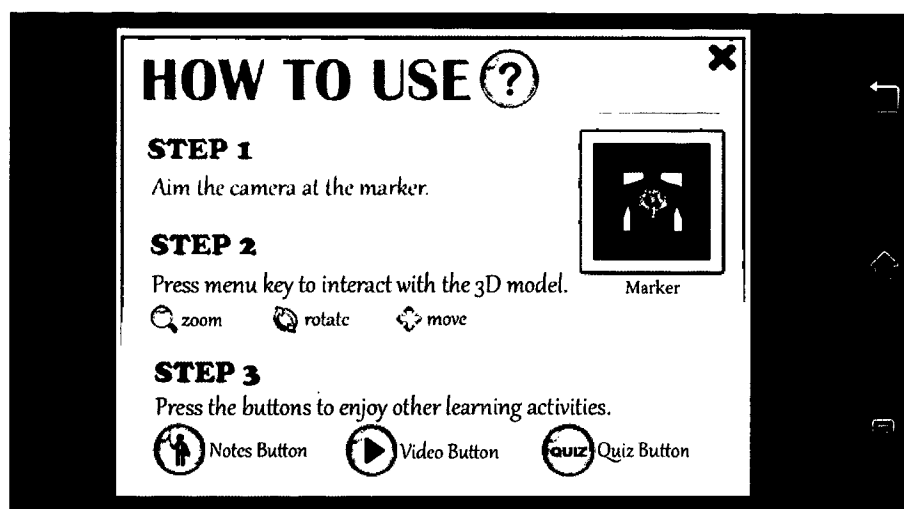 HOW TO USE ?
STEP 1
Aim the camera at the marker.
Marker
STEP 2
Press menu key to interact with the 3D model.
zoom rotate move
STEP 3
Press the buttons to enjoy other learning activities.
Notes Button Video Button QUIZ Quiz Button